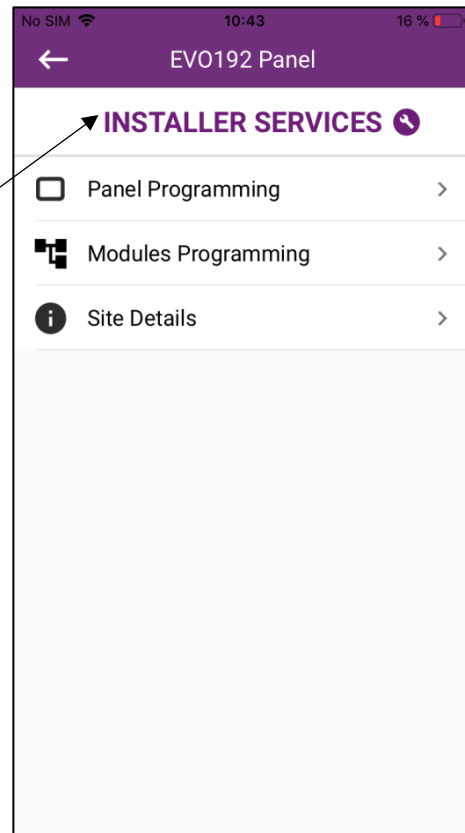 No SIM 10:43 16 %
EVO192 Panel
INSTALLER SERVICES
Panel Programming
Modules Programming
Site Details